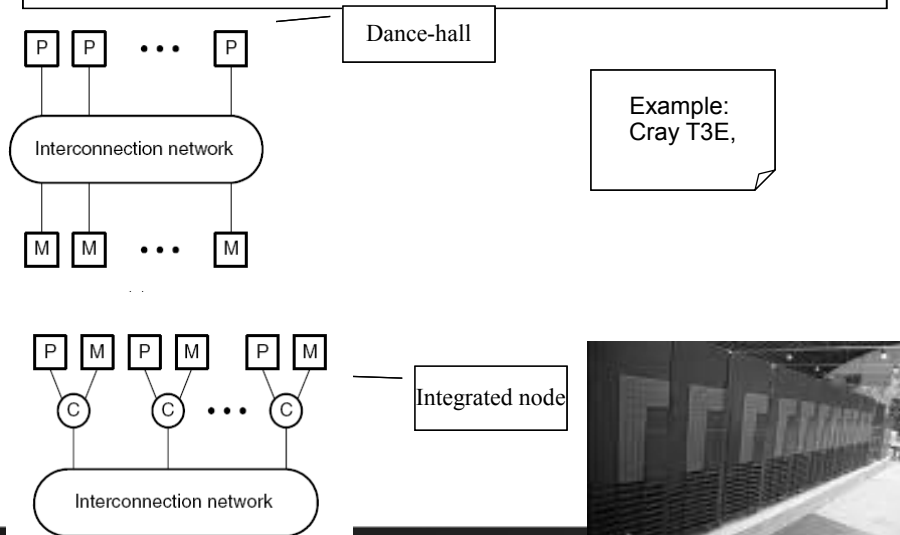 Dance-hall
P P ••• P
Interconnection network
M M ••• M
Example:
Cray T3E,
P M P M P M
C C ••• C
Integrated node
Interconnection network